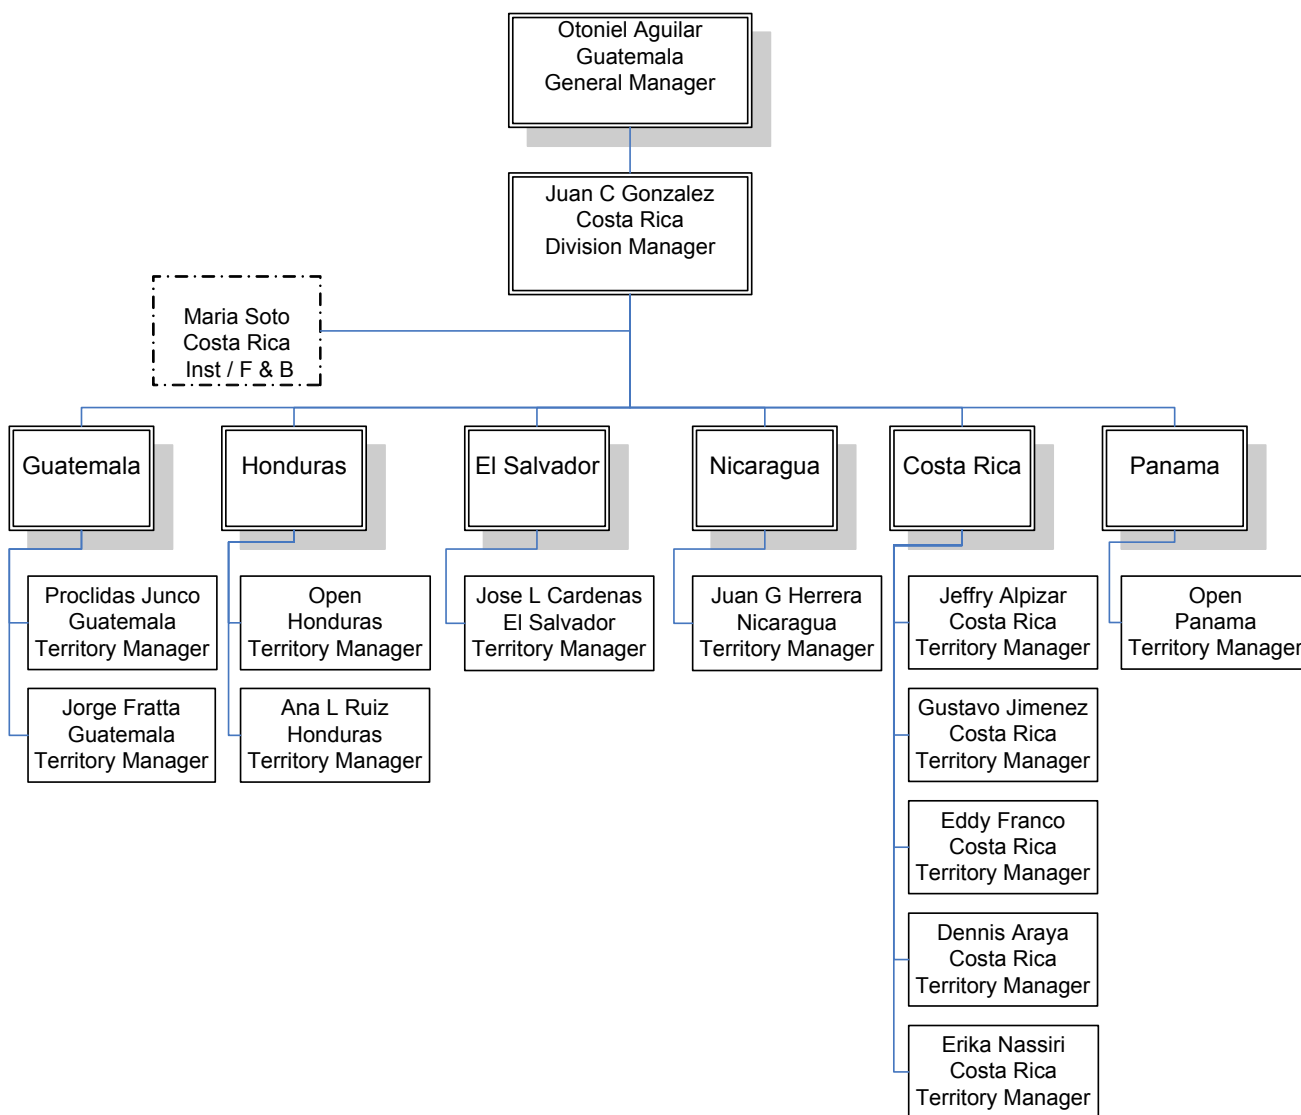 Otoniel Aguilar
Guatemala
General Manager
Juan C Gonzalez
Costa Rica
Division Manager
Maria Soto
Costa Rica
Inst / F & B
Guatemala
Honduras
El Salvador
Nicaragua
Costa Rica
Panama
Proclidas Junco
Guatemala
Territory Manager
Open
Honduras
Territory Manager
Jose L Cardenas
El Salvador
Territory Manager
Juan G Herrera
Nicaragua
Territory Manager
Jeffry Alpizar
Costa Rica
Territory Manager
Open
Panama
Territory Manager
Jorge Fratta
Guatemala
Territory Manager
Ana L Ruiz
Honduras
Territory Manager
Gustavo Jimenez
Costa Rica
Territory Manager
Eddy Franco
Costa Rica
Territory Manager
Dennis Araya
Costa Rica
Territory Manager
Erika Nassiri
Costa Rica
Territory Manager